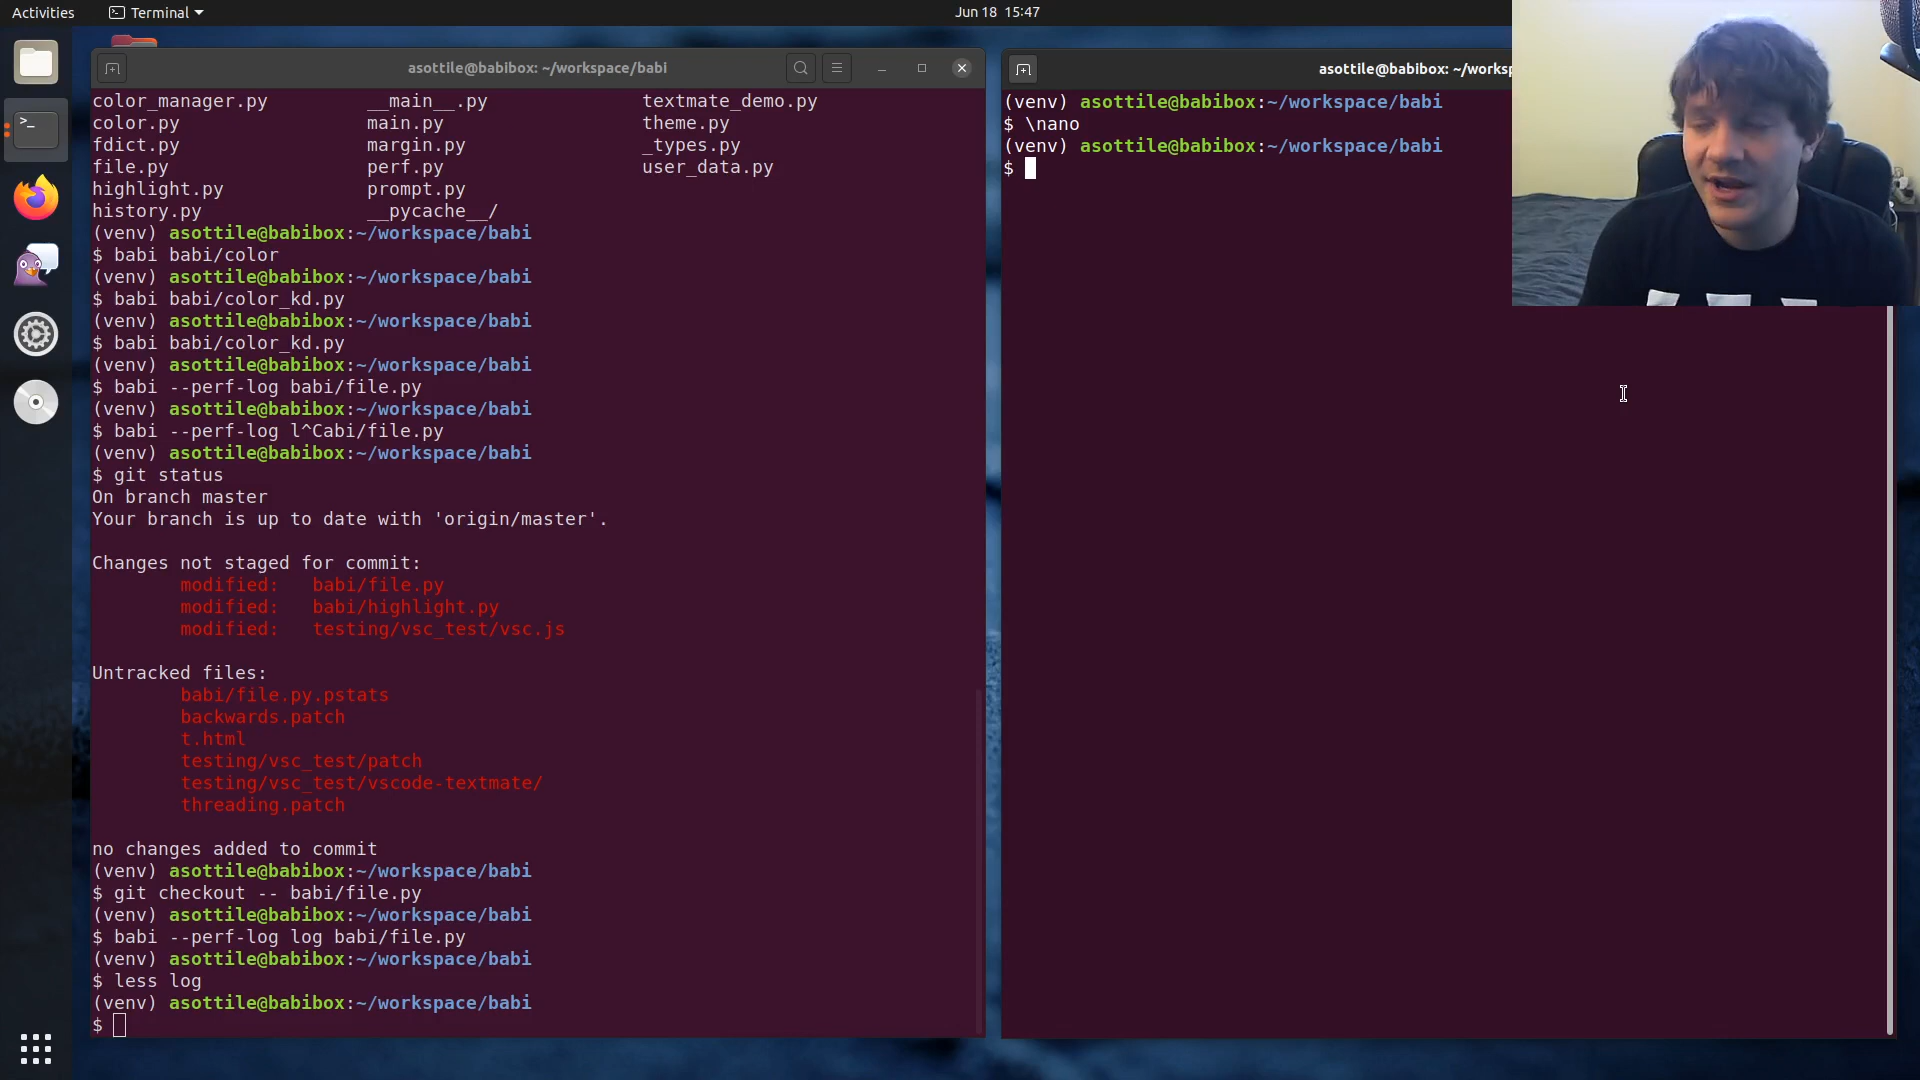 Activities
Terminal
Jun 18 15:47
asottile@babibox: ~/workspace/babi
color_manager.py __main__.py textmate_demo.py
color.py main.py theme.py
fdict.py margin.py _types.py
file.py perf.py user_data.py
highlight.py prompt.py
history.py __pycache__/
(venv) asottile@babibox:~/workspace/babi
$ babi babi/color
(venv) asottile@babibox:~/workspace/babi
$ babi babi/color_kd.py
(venv) asottile@babibox:~/workspace/babi
$ babi babi/color_kd.py
(venv) asottile@babibox:~/workspace/babi
$ babi --perf-log babi/file.py
(venv) asottile@babibox:~/workspace/babi
$ babi --perf-log l^Cabi/file.py
(venv) asottile@babibox:~/workspace/babi
$ git status
On branch master
Your branch is up to date with 'origin/master'.
Changes not staged for commit:
modified: babi/file.py
modified: babi/highlight.py
modified: testing/vsc_test/vsc.js
Untracked files:
babi/file.py.pstats
backwards.patch
t.html
testing/vsc_test/patch
testing/vsc_test/vscode-textmate/
threading.patch
no changes added to commit
(venv) asottile@babibox:~/workspace/babi
$ git checkout -- babi/file.py
(venv) asottile@babibox:~/workspace/babi
$ babi --perf-log log babi/file.py
(venv) asottile@babibox:~/workspace/babi
$ less log
(venv) asottile@babibox:~/workspace/babi
$
asottile@babibox: ~/worksp
(venv) asottile@babibox:~/workspace/babi
$ \nano
(venv) asottile@babibox:~/workspace/babi
$